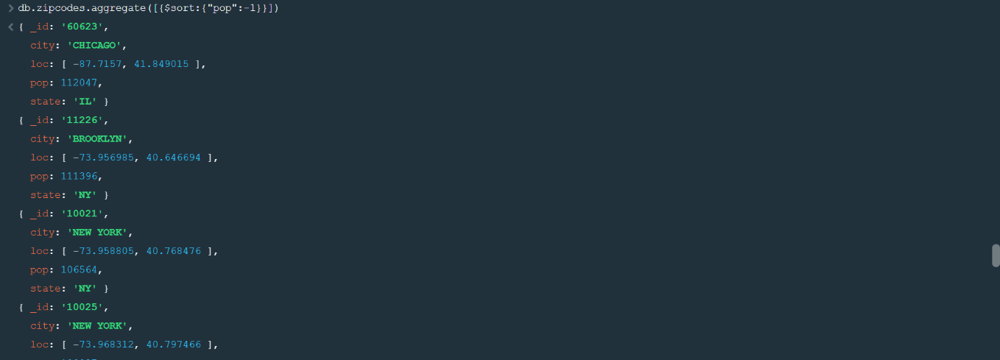 > db.zipcodes.aggregate([{$sort:{"pop":-1}}])
< { _id: '60623',
city: 'CHICAGO',
loc: [ -87.7157, 41.849015 ],
pop: 112047,
state: 'IL' }
{ _id: '11226',
city: 'BROOKLYN',
loc: [ -73.956985, 40.646694 ],
pop: 111396,
state: 'NY' }
{ _id: '10021',
city: 'NEW YORK',
loc: [ -73.958805, 40.768476 ],
pop: 106564,
state: 'NY' }
{ _id: '10025',
city: 'NEW YORK',
loc: [ -73.968312, 40.797466 ],